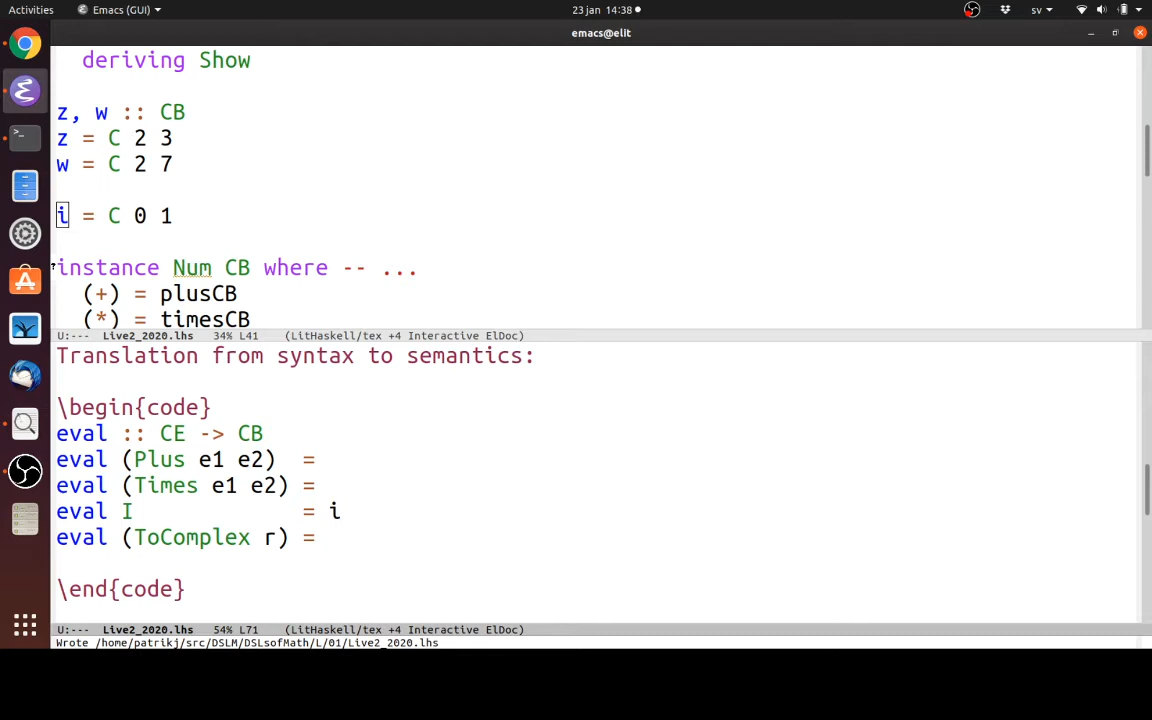 Activities Emacs (GUI) 23 jan 14:38 sv
emacs@elit
deriving Show
z, w :: CB
z = C 2 3
w = C 2 7
i = C 0 1
instance Num CB where -- ...
(+) = plusCB
(*) = timesCB
U:--- Live2_2020.lhs 34% L41 (LitHaskell/tex +4 Interactive ElDoc)
Translation from syntax to semantics:
\begin{code}
eval :: CE -> CB
eval (Plus e1 e2) =
eval (Times e1 e2) =
eval I = i
eval (ToComplex r) =
\end{code}
U:--- Live2_2020.lhs 54% L71 (LitHaskell/tex +4 Interactive ElDoc)
Wrote /home/patrikj/src/DSLM/DSLsofMath/L/01/Live2_2020.lhs